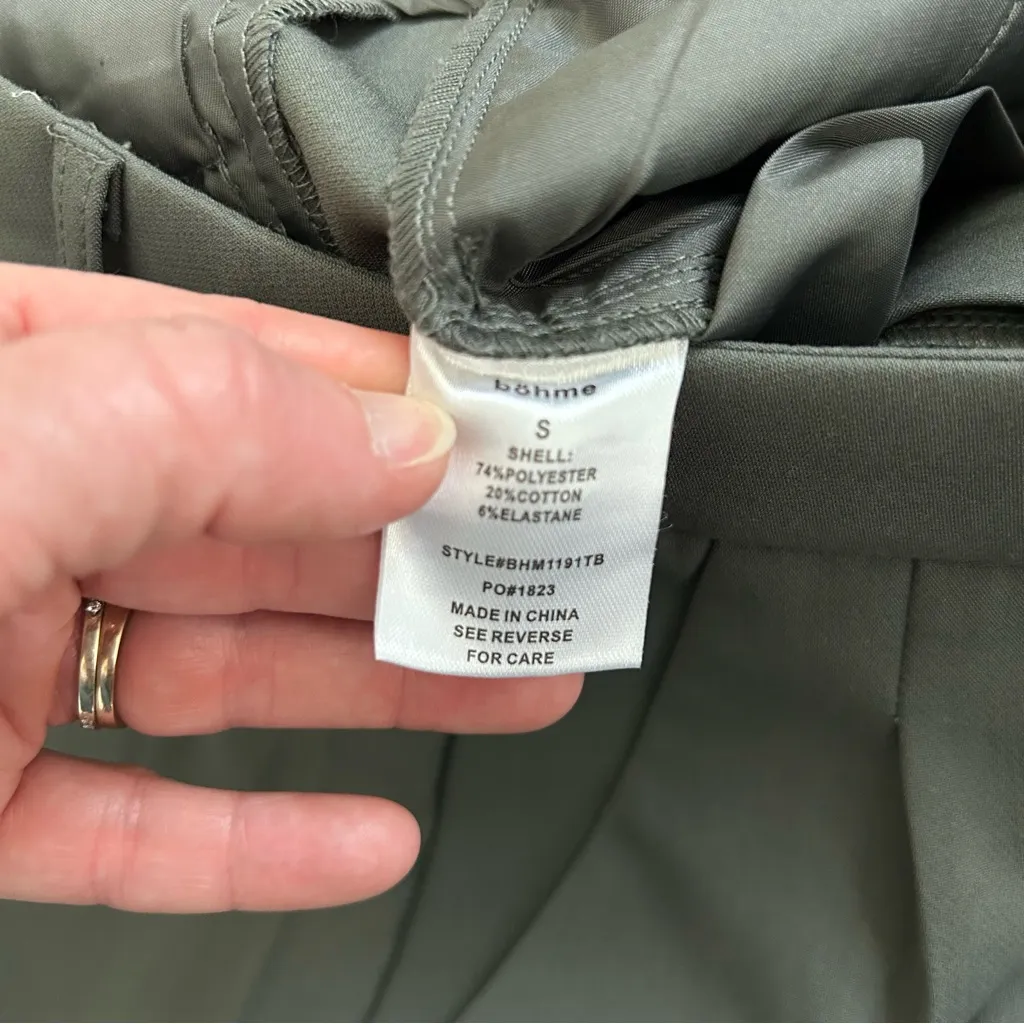 böhme
S
SHELL:
74%POLYESTER
20%COTTON
6%ELASTANE
STYLE#BHM1191TB
PO#1823
MADE IN CHINA
SEE REVERSE
FOR CARE